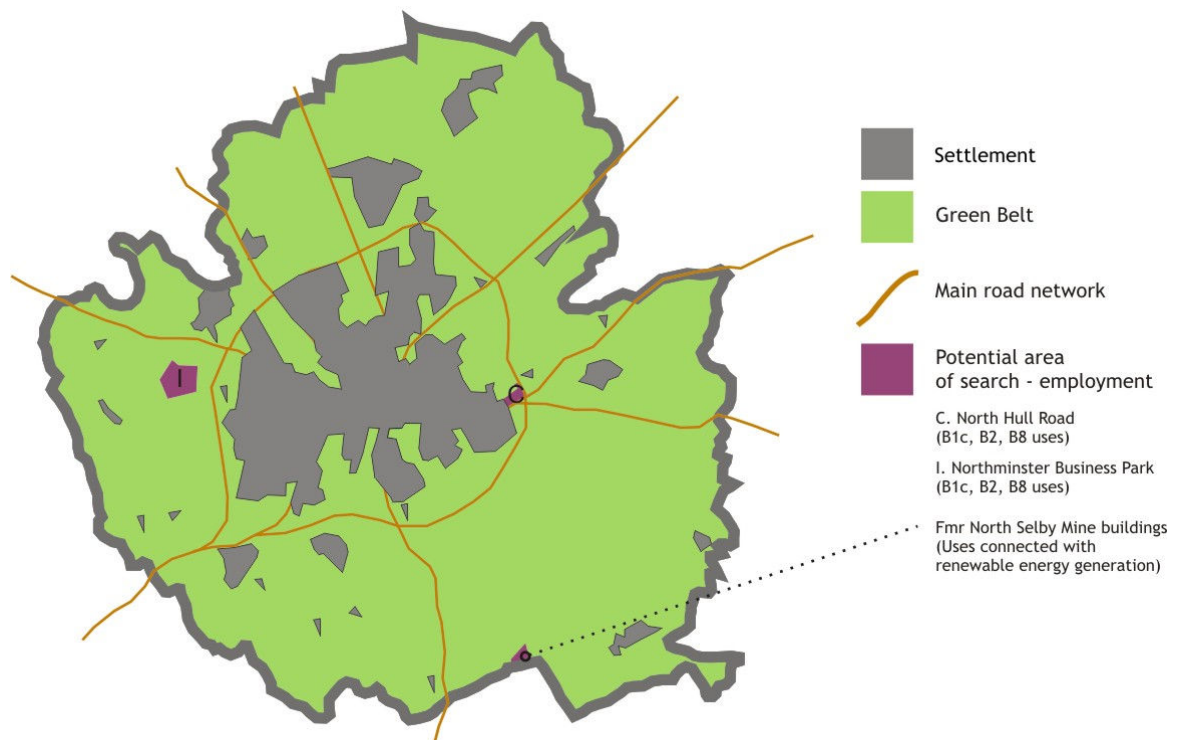 Settlement
Green Belt
Main road network
Potential area
of search - employment
C. North Hull Road
(B1c, B2, B8 uses)
I. Northminster Business Park
(B1c, B2, B8 uses)
Fmr North Selby Mine buildings
(Uses connected with
renewable energy generation)
I
C